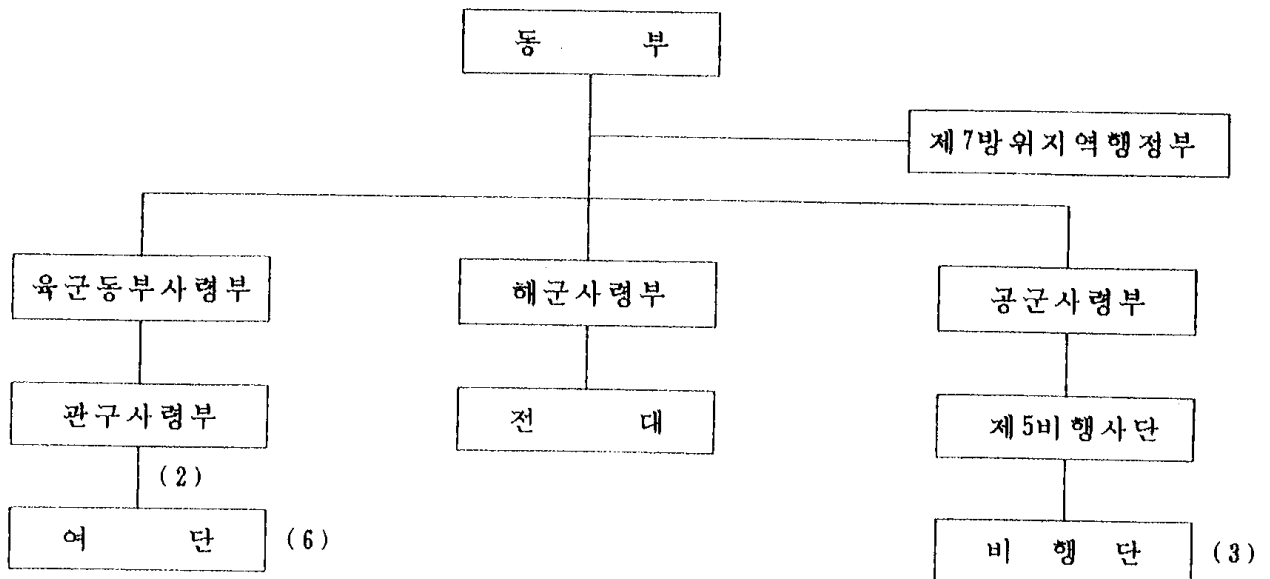 동 부
제7방위지역행정부
육군동부사령부
해군사령부
공군사령부
관구사령부
전 대
제5비행사단
(2)
여 단 (6)
비 행 단 (3)